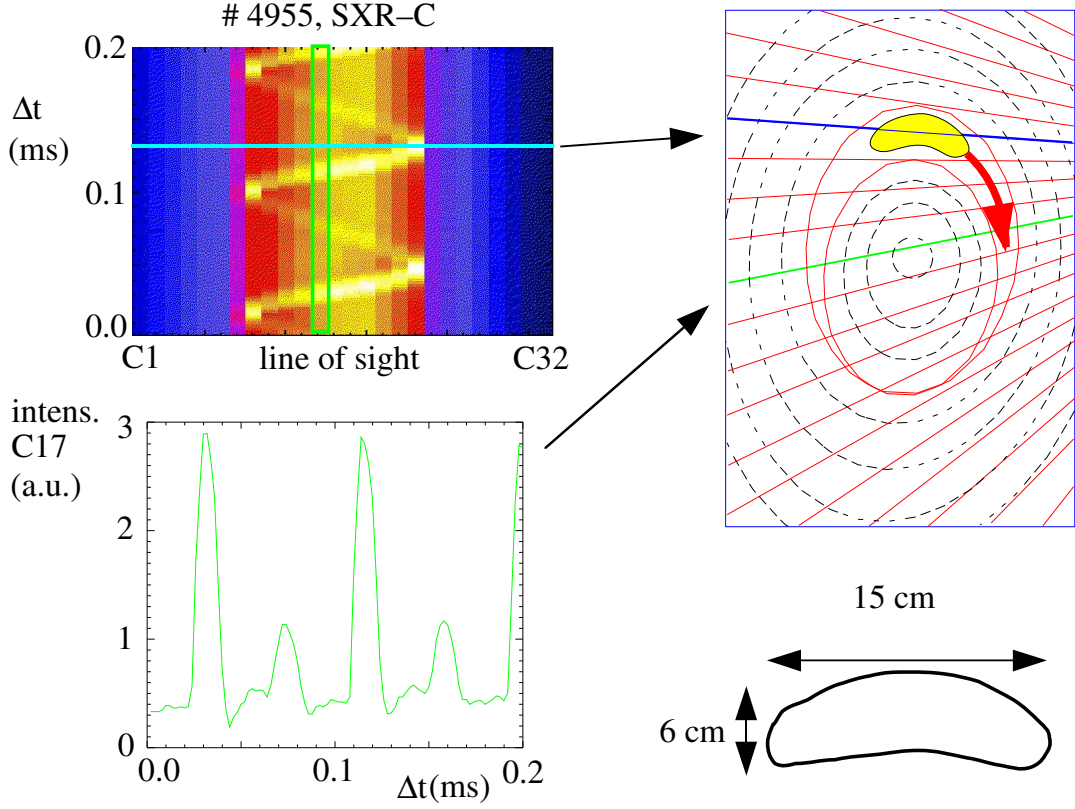 # 4955, SXR–C
0.2
Δt
(ms)
0.1
0.0
C1
line of sight
C32
intens.
C17
(a.u.)
3
2
1
0
0.0
0.1
0.2
Δt(ms)
15 cm
6 cm